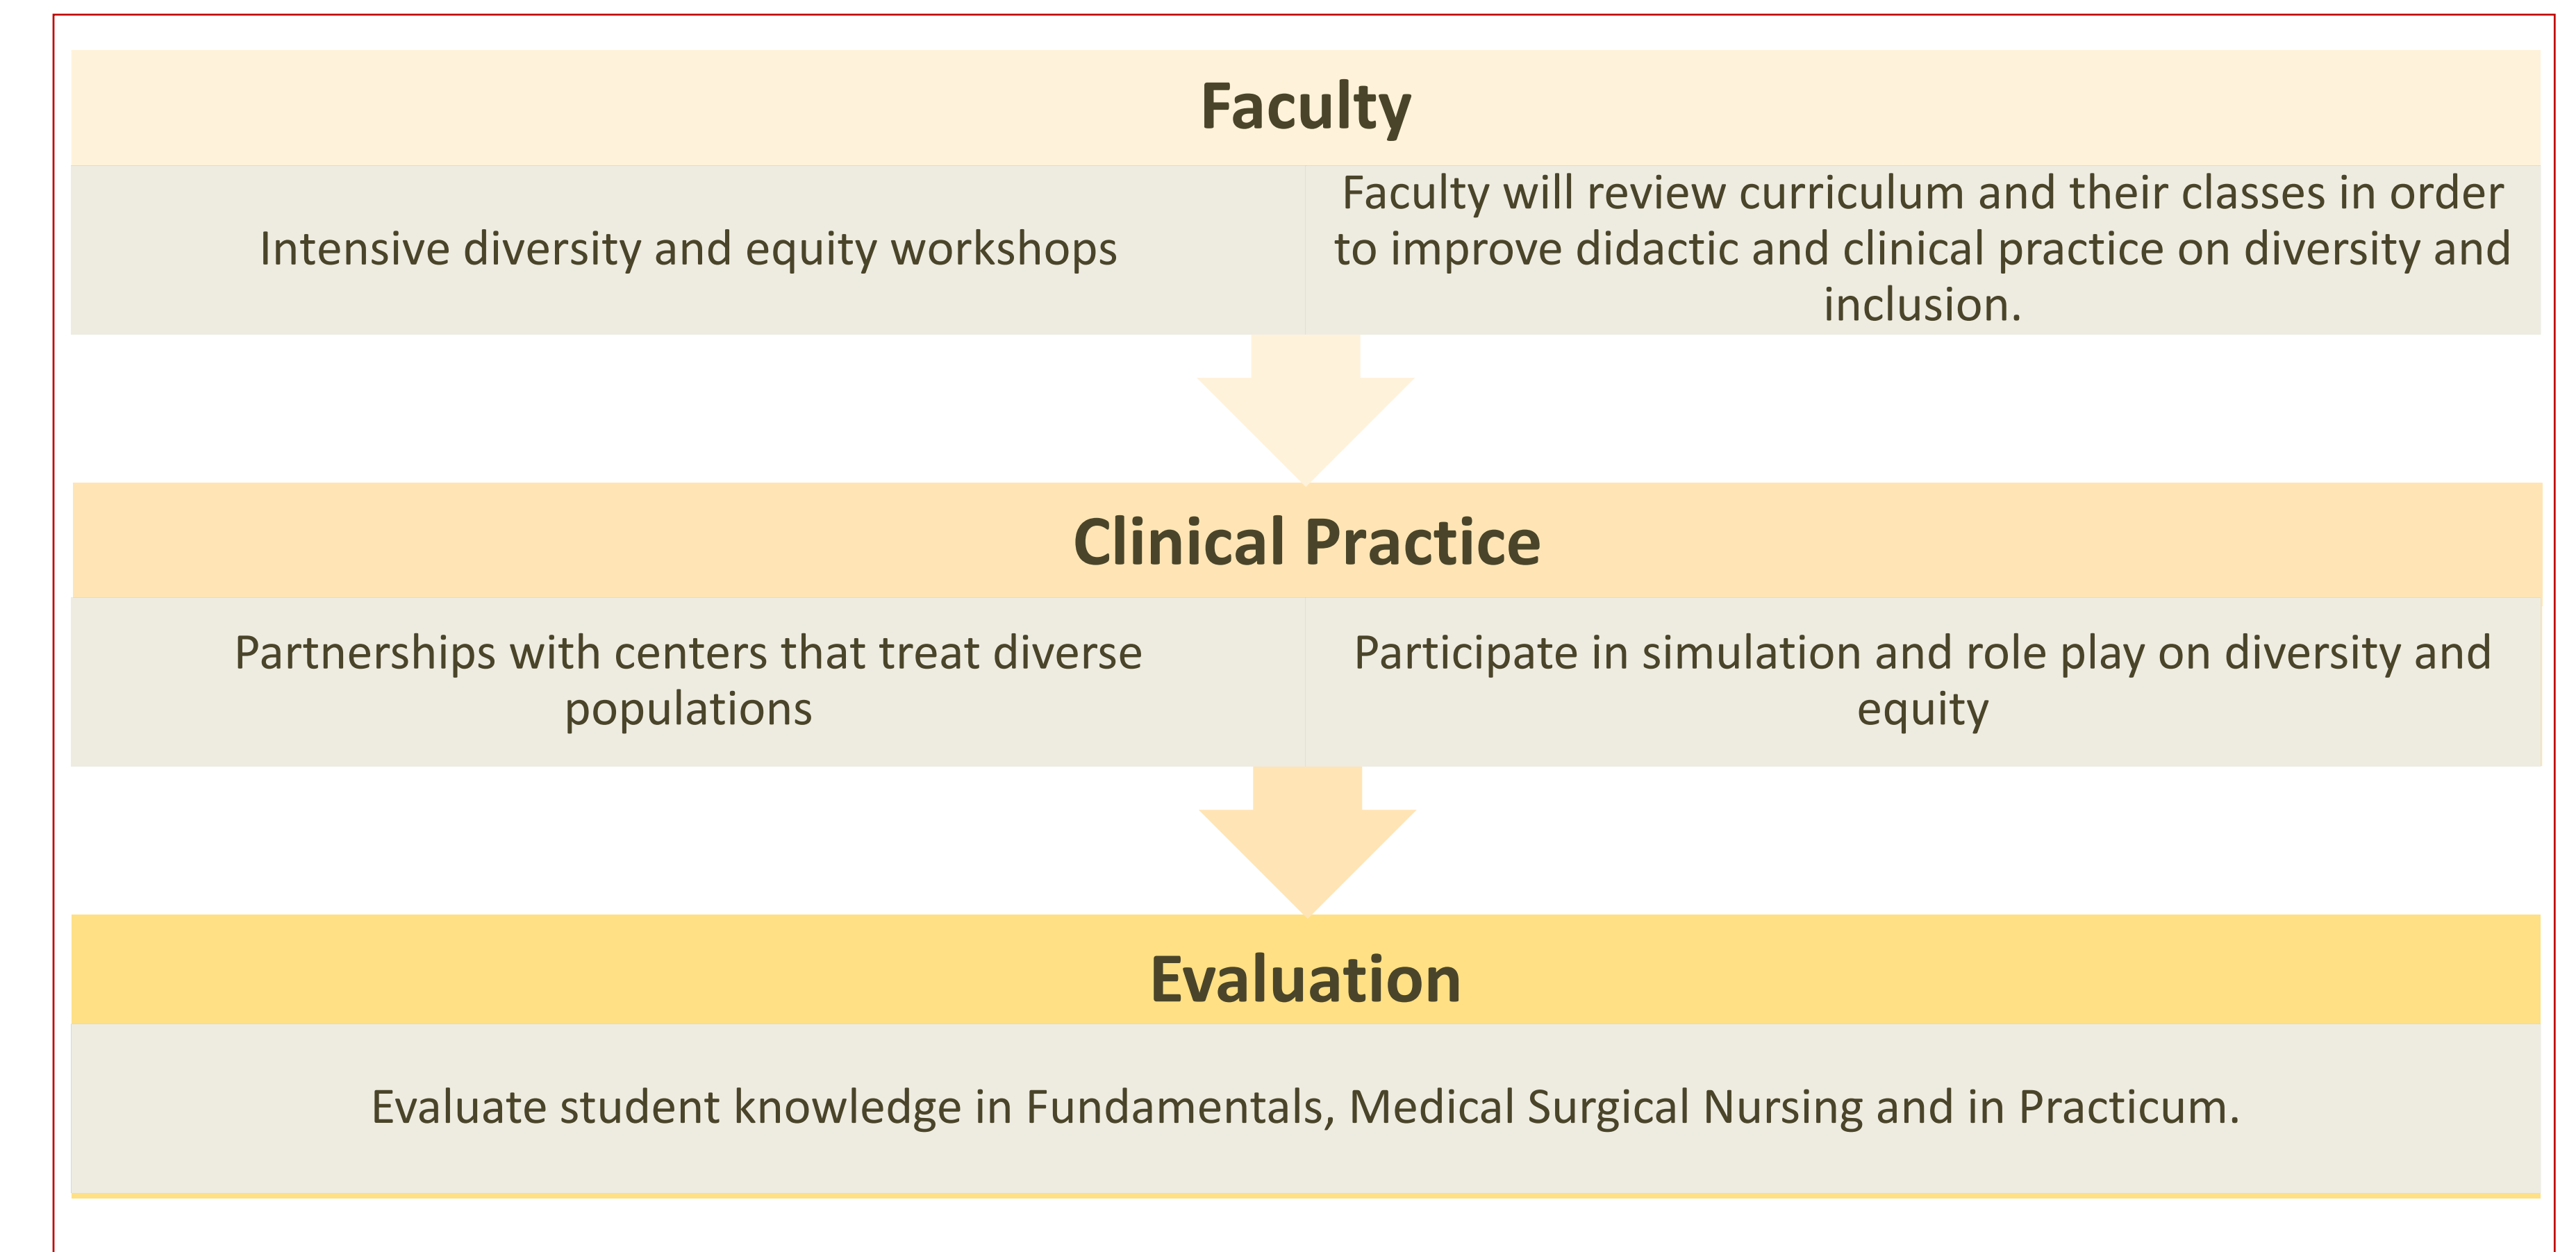 Faculty
Intensive diversity and equity workshops
Faculty will review curriculum and their classes in order
to improve didactic and clinical practice on diversity and
inclusion.
Clinical Practice
Partnerships with centers that treat diverse
populations
Participate in simulation and role play on diversity and
equity
Evaluation
Evaluate student knowledge in Fundamentals, Medical Surgical Nursing and in Practicum.